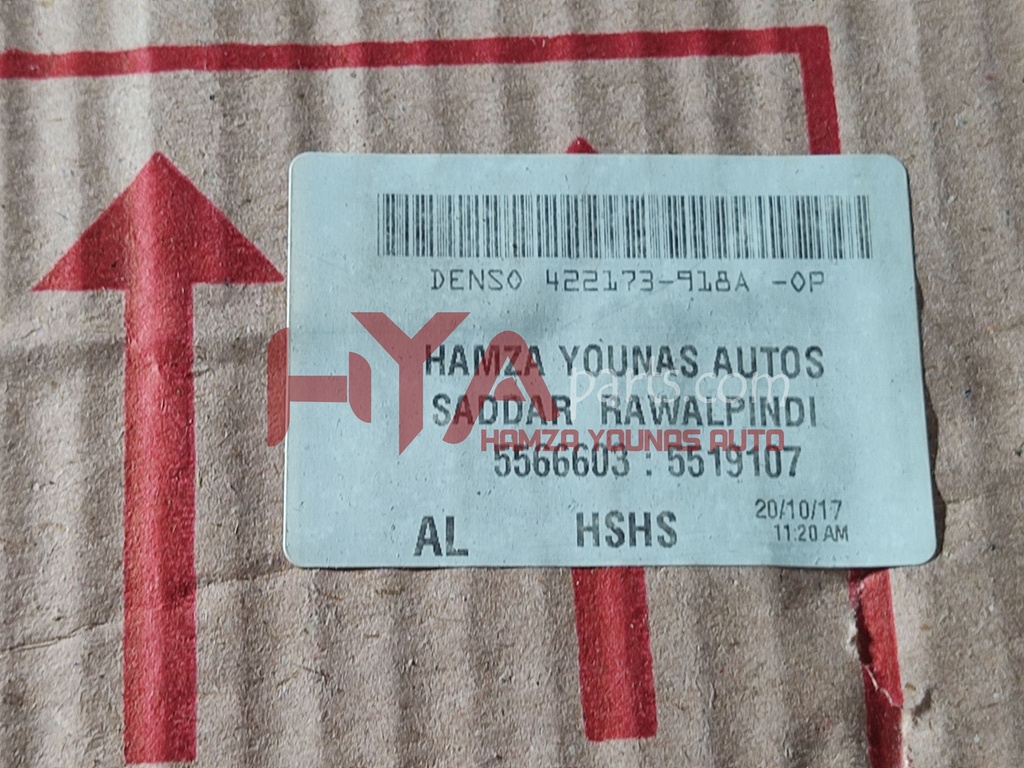 DENSO 422173-918A -OP
HAMZA YOUNAS AUTOS
SADDAR RAWALPINDI
5566603 : 5519107
AL HSHS
20/10/17
11:20 AM
HYA parts.com
HAMZA YOUNAS AUTO